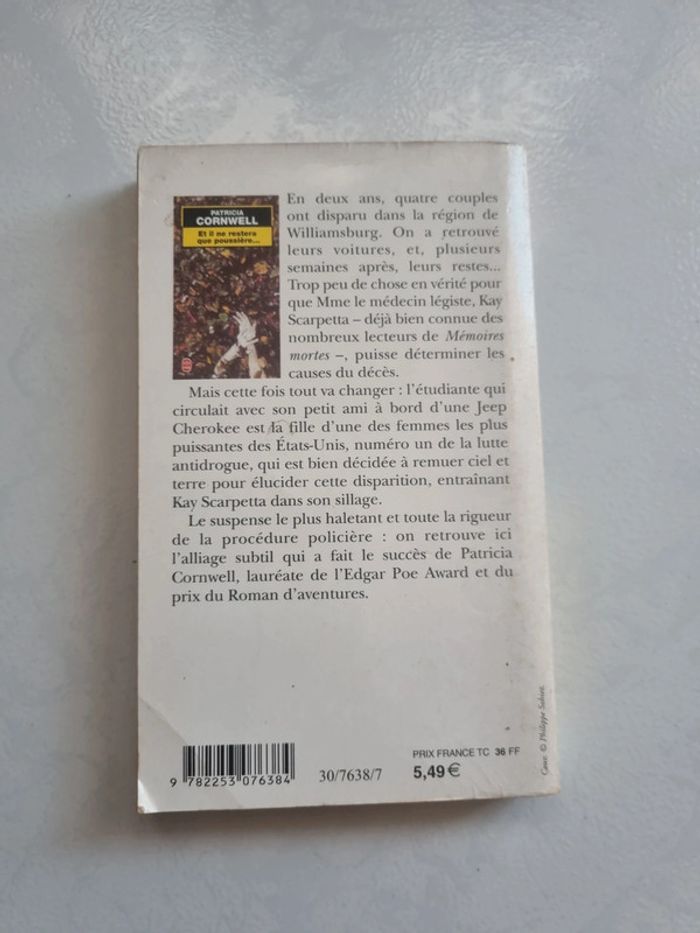 PATRICIA
CORNWELL
Et il ne restera
que poussière...
En deux ans, quatre couples
ont disparu dans la région de
Williamsburg. On a retrouvé
leurs voitures, et, plusieurs
semaines après, leurs restes...
Trop peu de chose en vérité pour
que Mme le médecin légiste, Kay
Scarpetta – déjà bien connue des
nombreux lecteurs de Mémoires
mortes –, puisse déterminer les
causes du décès.
Mais cette fois tout va changer : l'étudiante qui
circulait avec son petit ami à bord d'une Jeep
Cherokee est la fille d'une des femmes les plus
puissantes des États-Unis, numéro un de la lutte
antidrogue, qui est bien décidée à remuer ciel et
terre pour élucider cette disparition, entraînant
Kay Scarpetta dans son sillage.
Le suspense le plus haletant et toute la rigueur
de la procédure policière : on retrouve ici
l'alliage subtil qui a fait le succès de Patricia
Cornwell, lauréate de l'Edgar Poe Award et du
prix du Roman d'aventures.
9 782253 076384
30/7638/7
PRIX FRANCE TC 36 FF
5,49 €
Couv. © Philippe